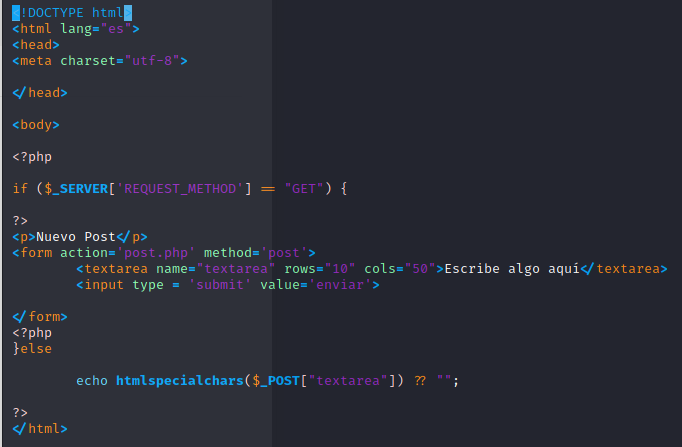 <!DOCTYPE html>
<html lang="es">
<head>
<meta charset="utf-8">
</head>
<body>
<?php
if ($_SERVER['REQUEST_METHOD'] == "GET") {
?>
<p>Nuevo Post</p>
<form action='post.php' method='post'>
<textarea name="textarea" rows="10" cols="50">Escribe algo aquí</textarea>
<input type = 'submit' value='enviar'>
</form>
<?php
}else
echo htmlspecialchars($_POST["textarea"]) ?? "";
?>
</html>